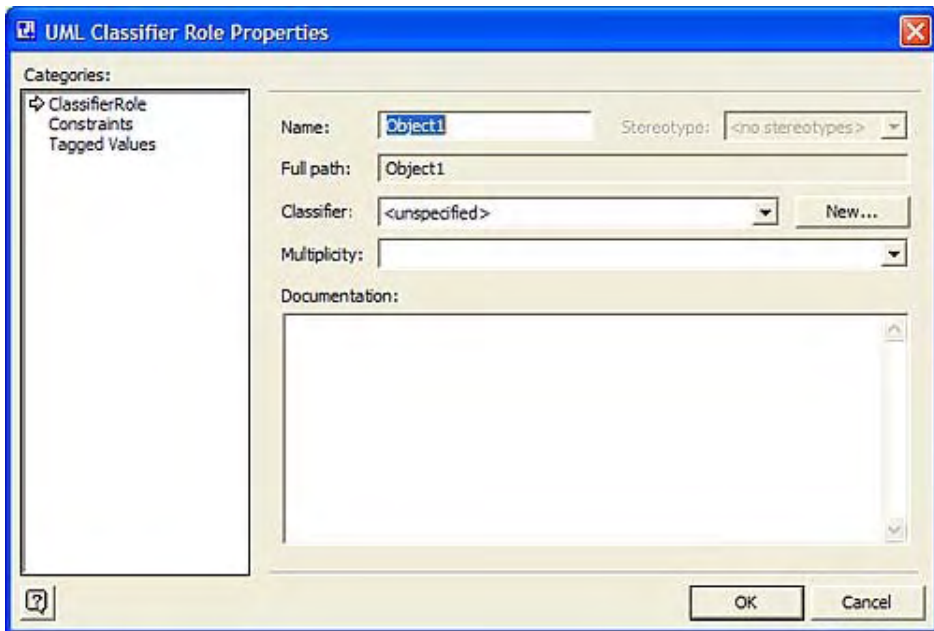 UML Classifier Role Properties
Categories:
ClassifierRole
Constraints
Tagged Values
Name: Object1 Stereotype: <no stereotypes>
Full path: Object1
Classifier: <unspecified> New...
Multiplicity:
Documentation:
OK Cancel